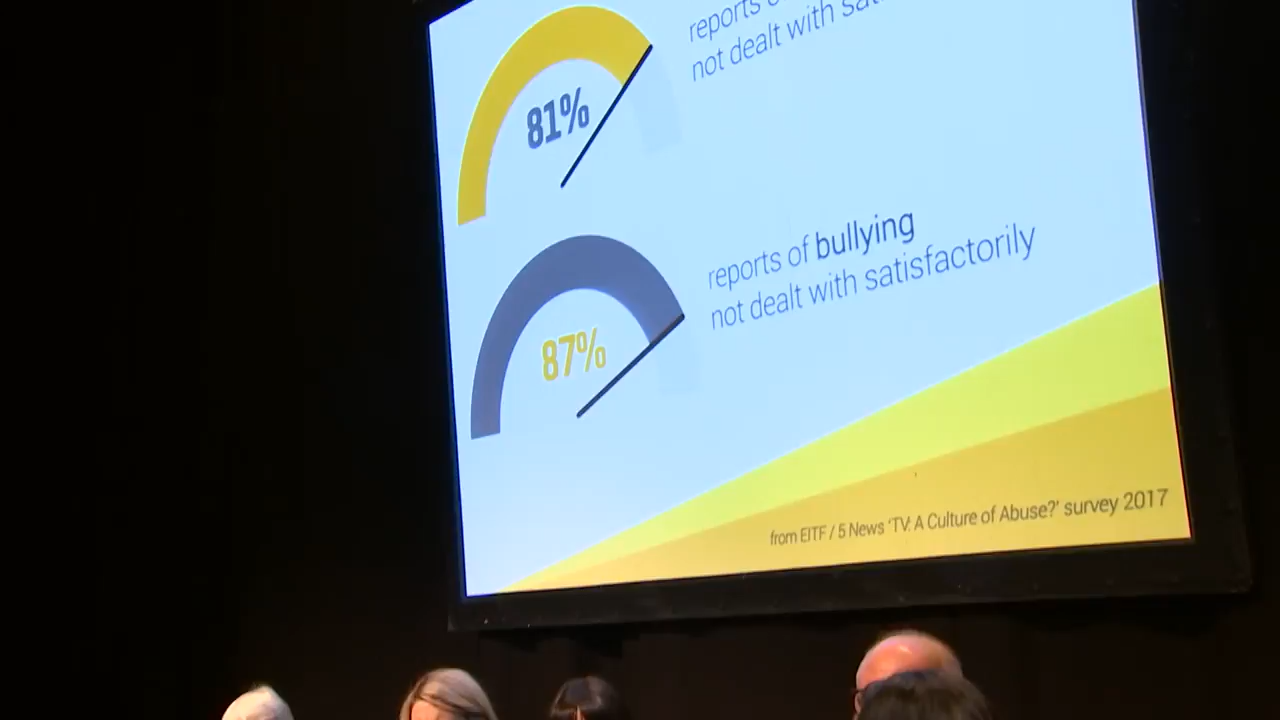 reports
not dealt with
81%
reports of bullying
not dealt with satisfactorily
87%
from EITF / 5 News 'TV: A Culture of Abuse?' survey 2017